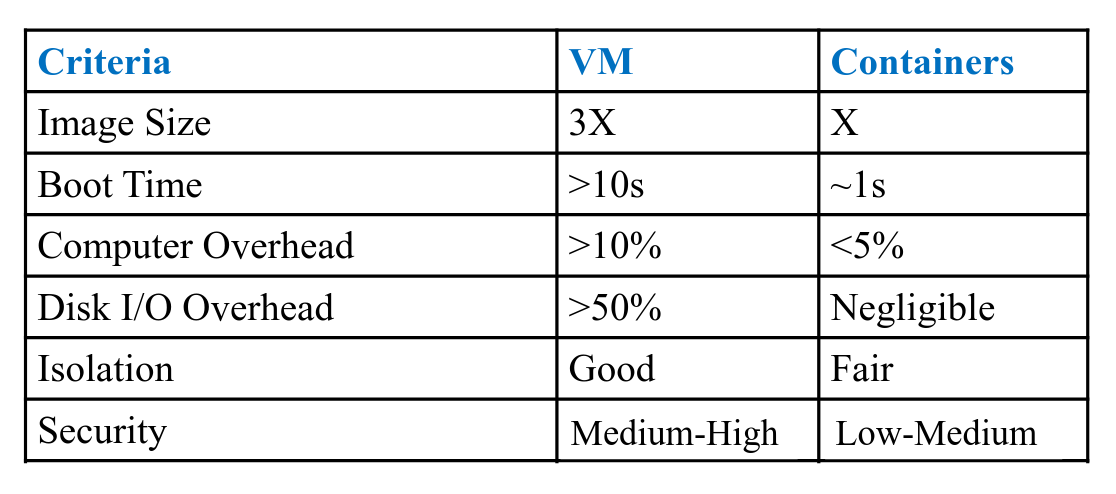 Criteria VM Containers
Image Size 3X X
Boot Time >10s ~1s
Computer Overhead >10% <5%
Disk I/O Overhead >50% Negligible
Isolation Good Fair
Security Medium-High Low-Medium